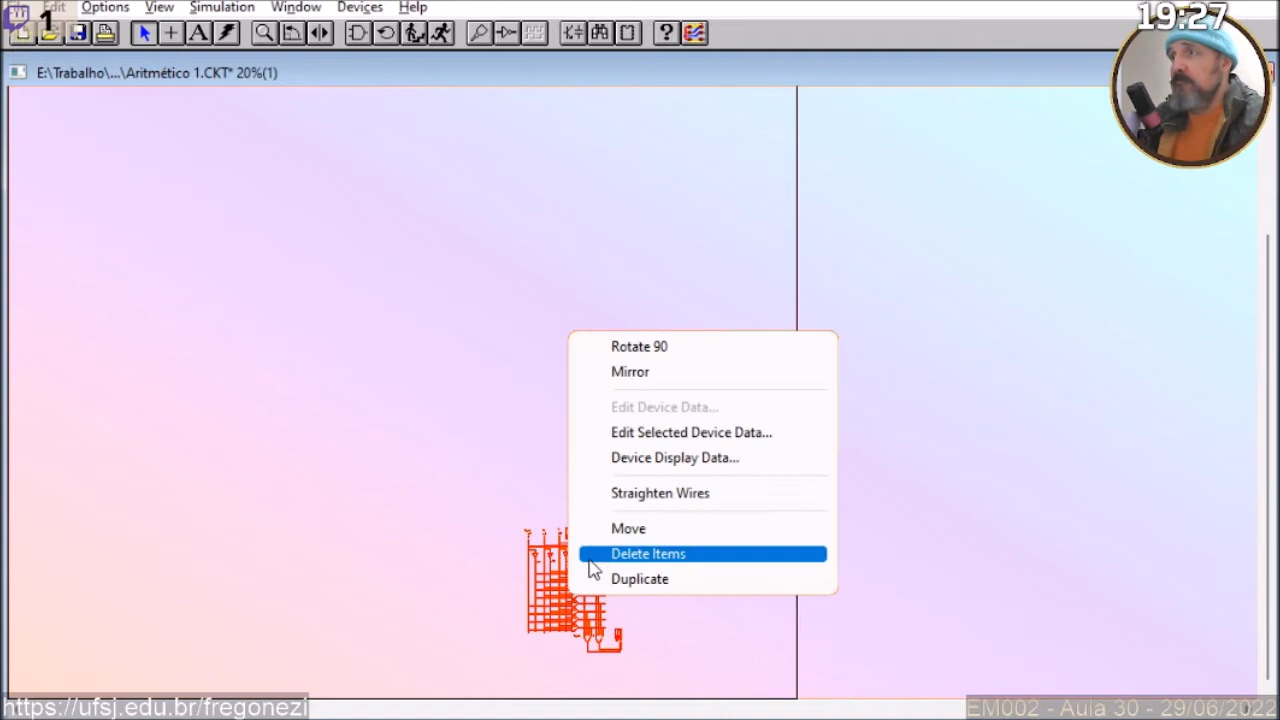 Edit Options View Simulation Window Devices Help
1
19:27
A
?
E:\Trabalho\...\Aritmético 1.CKT* 20%(1)
Rotate 90
Mirror
Edit Device Data...
Edit Selected Device Data...
Device Display Data...
Straighten Wires
Move
Delete Items
Duplicate
https://ufsj.edu.br/fregonezi
EM002 - Aula 30 - 29/06/2022